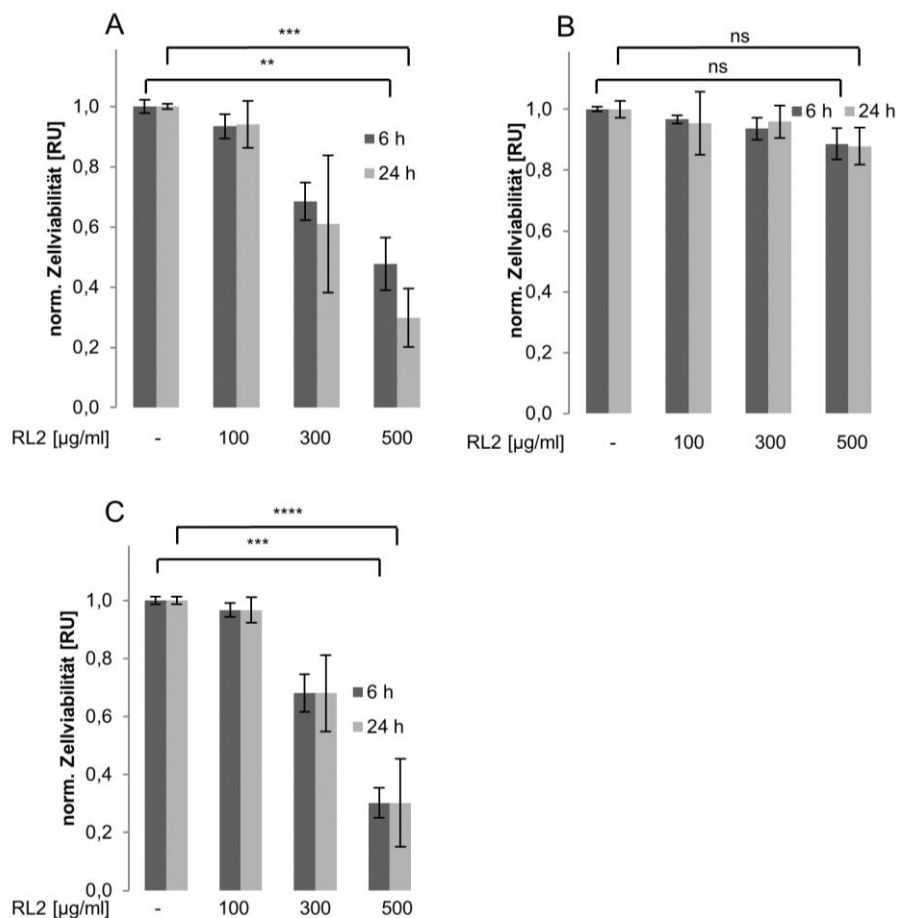 A
***
**
1,0
0,8
0,6
0,4
0,2
0,0
norm. Zellviabilität [RU]
6 h
24 h
RL2 [µg/ml] - 100 300 500
B
ns
ns
1,0
0,8
0,6
0,4
0,2
0,0
norm. Zellviabilität [RU]
6 h 24 h
RL2 [µg/ml] - 100 300 500
C
****
***
1,0
0,8
0,6
0,4
0,2
0,0
norm. Zellviabilität [RU]
6 h
24 h
RL2 [µg/ml] - 100 300 500